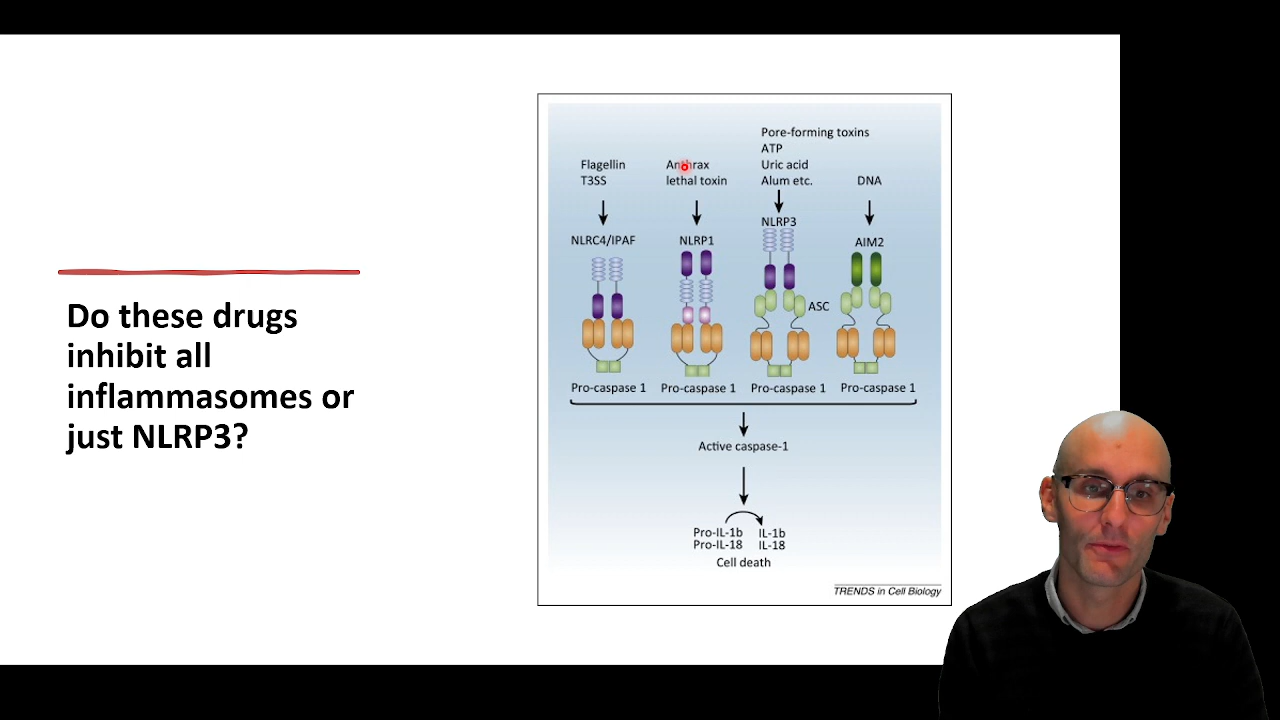 Do these drugs
inhibit all
inflammasomes or
just NLRP3?
Flagellin
T3SS
Anthrax
lethal toxin
Pore-forming toxins
ATP
Uric acid
Alum etc.
DNA
NLRC4/IPAF
NLRP1
NLRP3
AIM2
ASC
Pro-caspase 1
Pro-caspase 1
Pro-caspase 1
Pro-caspase 1
Active caspase-1
Pro-IL-1b IL-1b
Pro-IL-18 IL-18
Cell death
TRENDS in Cell Biology